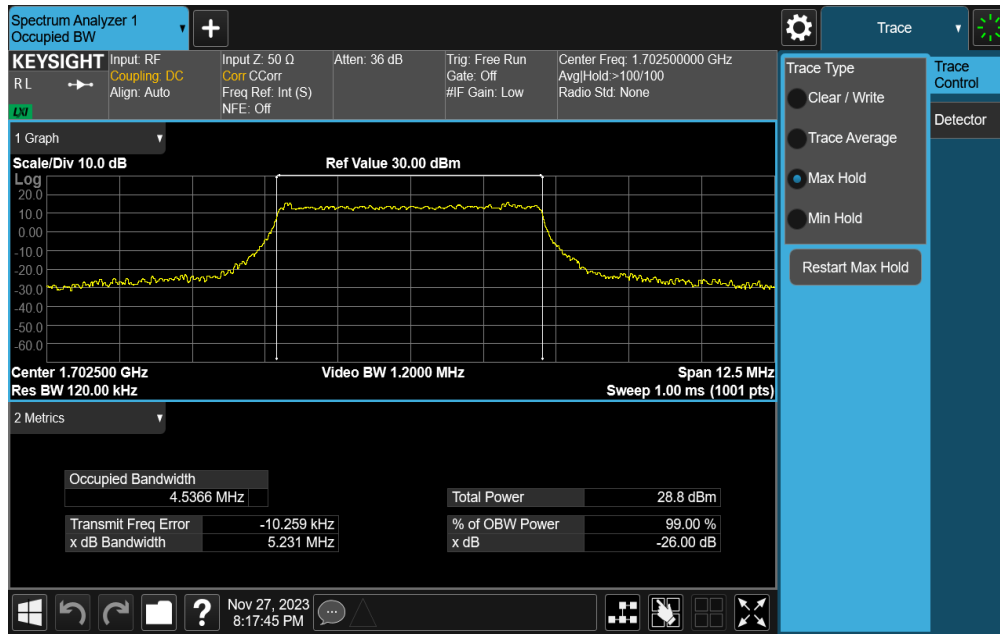 Spectrum Analyzer 1
Occupied BW
+
Trace
KEYSIGHT
R L
LXI
Input: RF
Coupling: DC
Align: Auto
Input Z: 50 Ω
Corr CCorr
Freq Ref: Int (S)
NFE: Off
Atten: 36 dB
Trig: Free Run
Gate: Off
#IF Gain: Low
Center Freq: 1.702500000 GHz
Avg|Hold:>100/100
Radio Std: None
Trace Type
Clear / Write
Trace Average
Max Hold
Min Hold
Restart Max Hold
Trace
Control
Detector
1 Graph
Scale/Div 10.0 dB
Ref Value 30.00 dBm
Log
20.0
10.0
0.00
-10.0
-20.0
-30.0
-40.0
-50.0
-60.0
Center 1.702500 GHz
Video BW 1.2000 MHz
Span 12.5 MHz
Res BW 120.00 kHz
Sweep 1.00 ms (1001 pts)
2 Metrics
Occupied Bandwidth
4.5366 MHz
Total Power 28.8 dBm
Transmit Freq Error -10.259 kHz
% of OBW Power 99.00 %
x dB Bandwidth 5.231 MHz
x dB -26.00 dB
?
Nov 27, 2023
8:17:45 PM